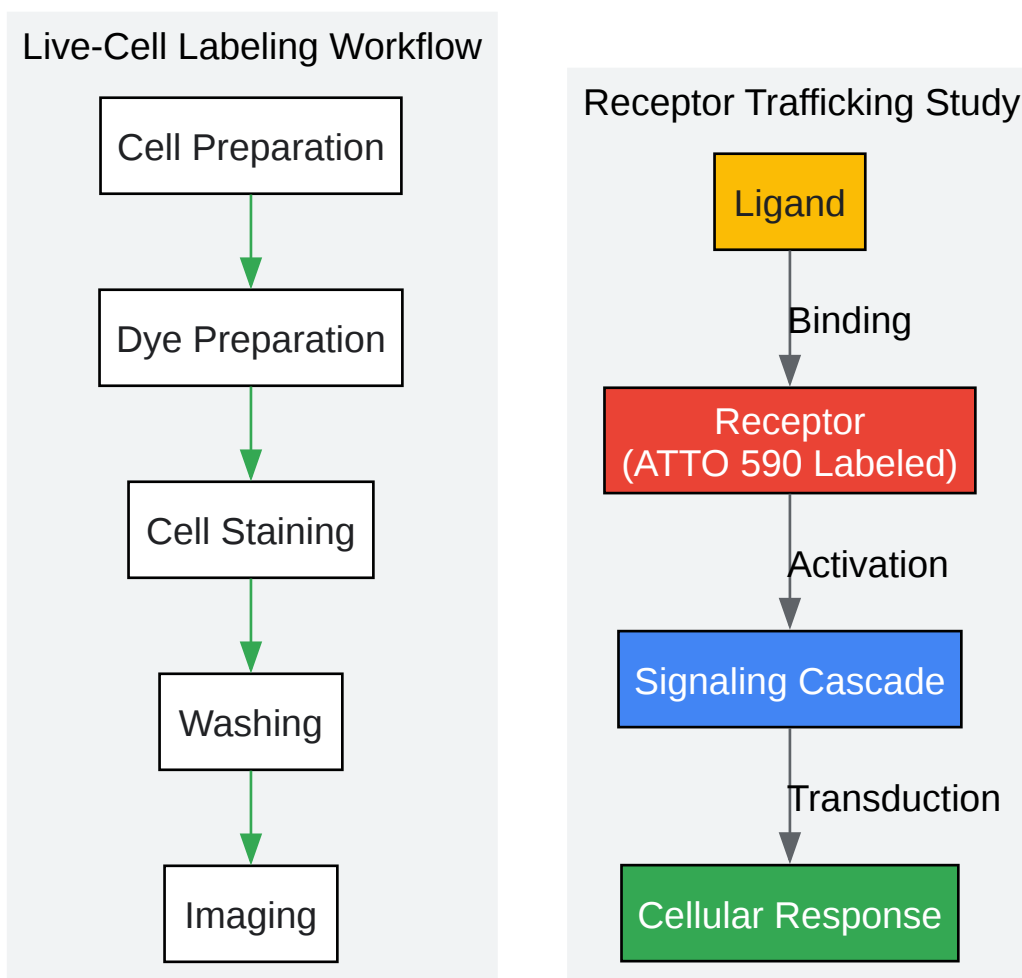 Live-Cell Labeling Workflow
Cell Preparation
Dye Preparation
Cell Staining
Washing
Imaging
Receptor Trafficking Study
Ligand
Binding
Receptor
(ATTO 590 Labeled)
Activation
Signaling Cascade
Transduction
Cellular Response